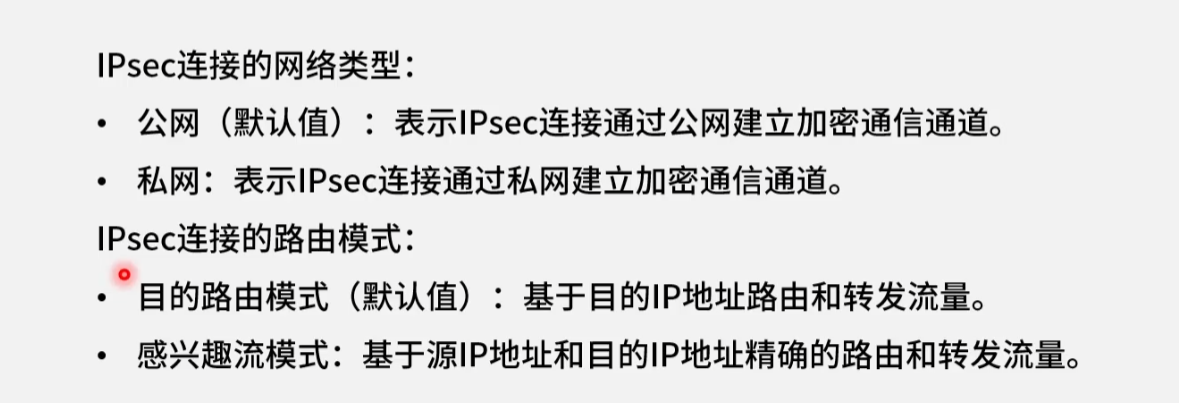 IPsec连接的网络类型：
• 公网（默认值）：表示IPsec连接通过公网建立加密通信通道。
• 私网：表示IPsec连接通过私网建立加密通信通道。
IPsec连接的路由模式：
• 目的路由模式（默认值）：基于目的IP地址路由和转发流量。
• 感兴趣流模式：基于源IP地址和目的IP地址精确的路由和转发流量。